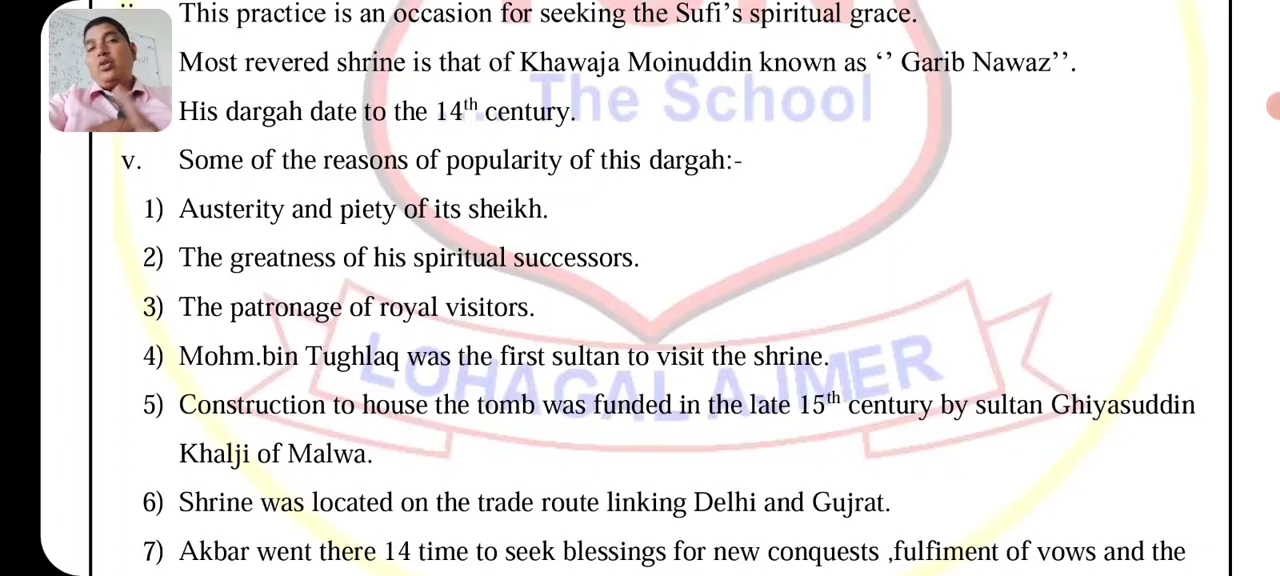 This practice is an occasion for seeking the Sufi’s spiritual grace.
Most revered shrine is that of Khawaja Moinuddin known as ‘’ Garib Nawaz’’.
The School
His dargah date to the 14th century.
v. Some of the reasons of popularity of this dargah:-
1) Austerity and piety of its sheikh.
2) The greatness of his spiritual successors.
3) The patronage of royal visitors.
4) Mohm.bin Tughlaq was the first sultan to visit the shrine.
LOHAGAL AJMER
5) Construction to house the tomb was funded in the late 15th century by sultan Ghiyasuddin
Khalji of Malwa.
6) Shrine was located on the trade route linking Delhi and Gujrat.
7) Akbar went there 14 time to seek blessings for new conquests ,fulfiment of vows and the